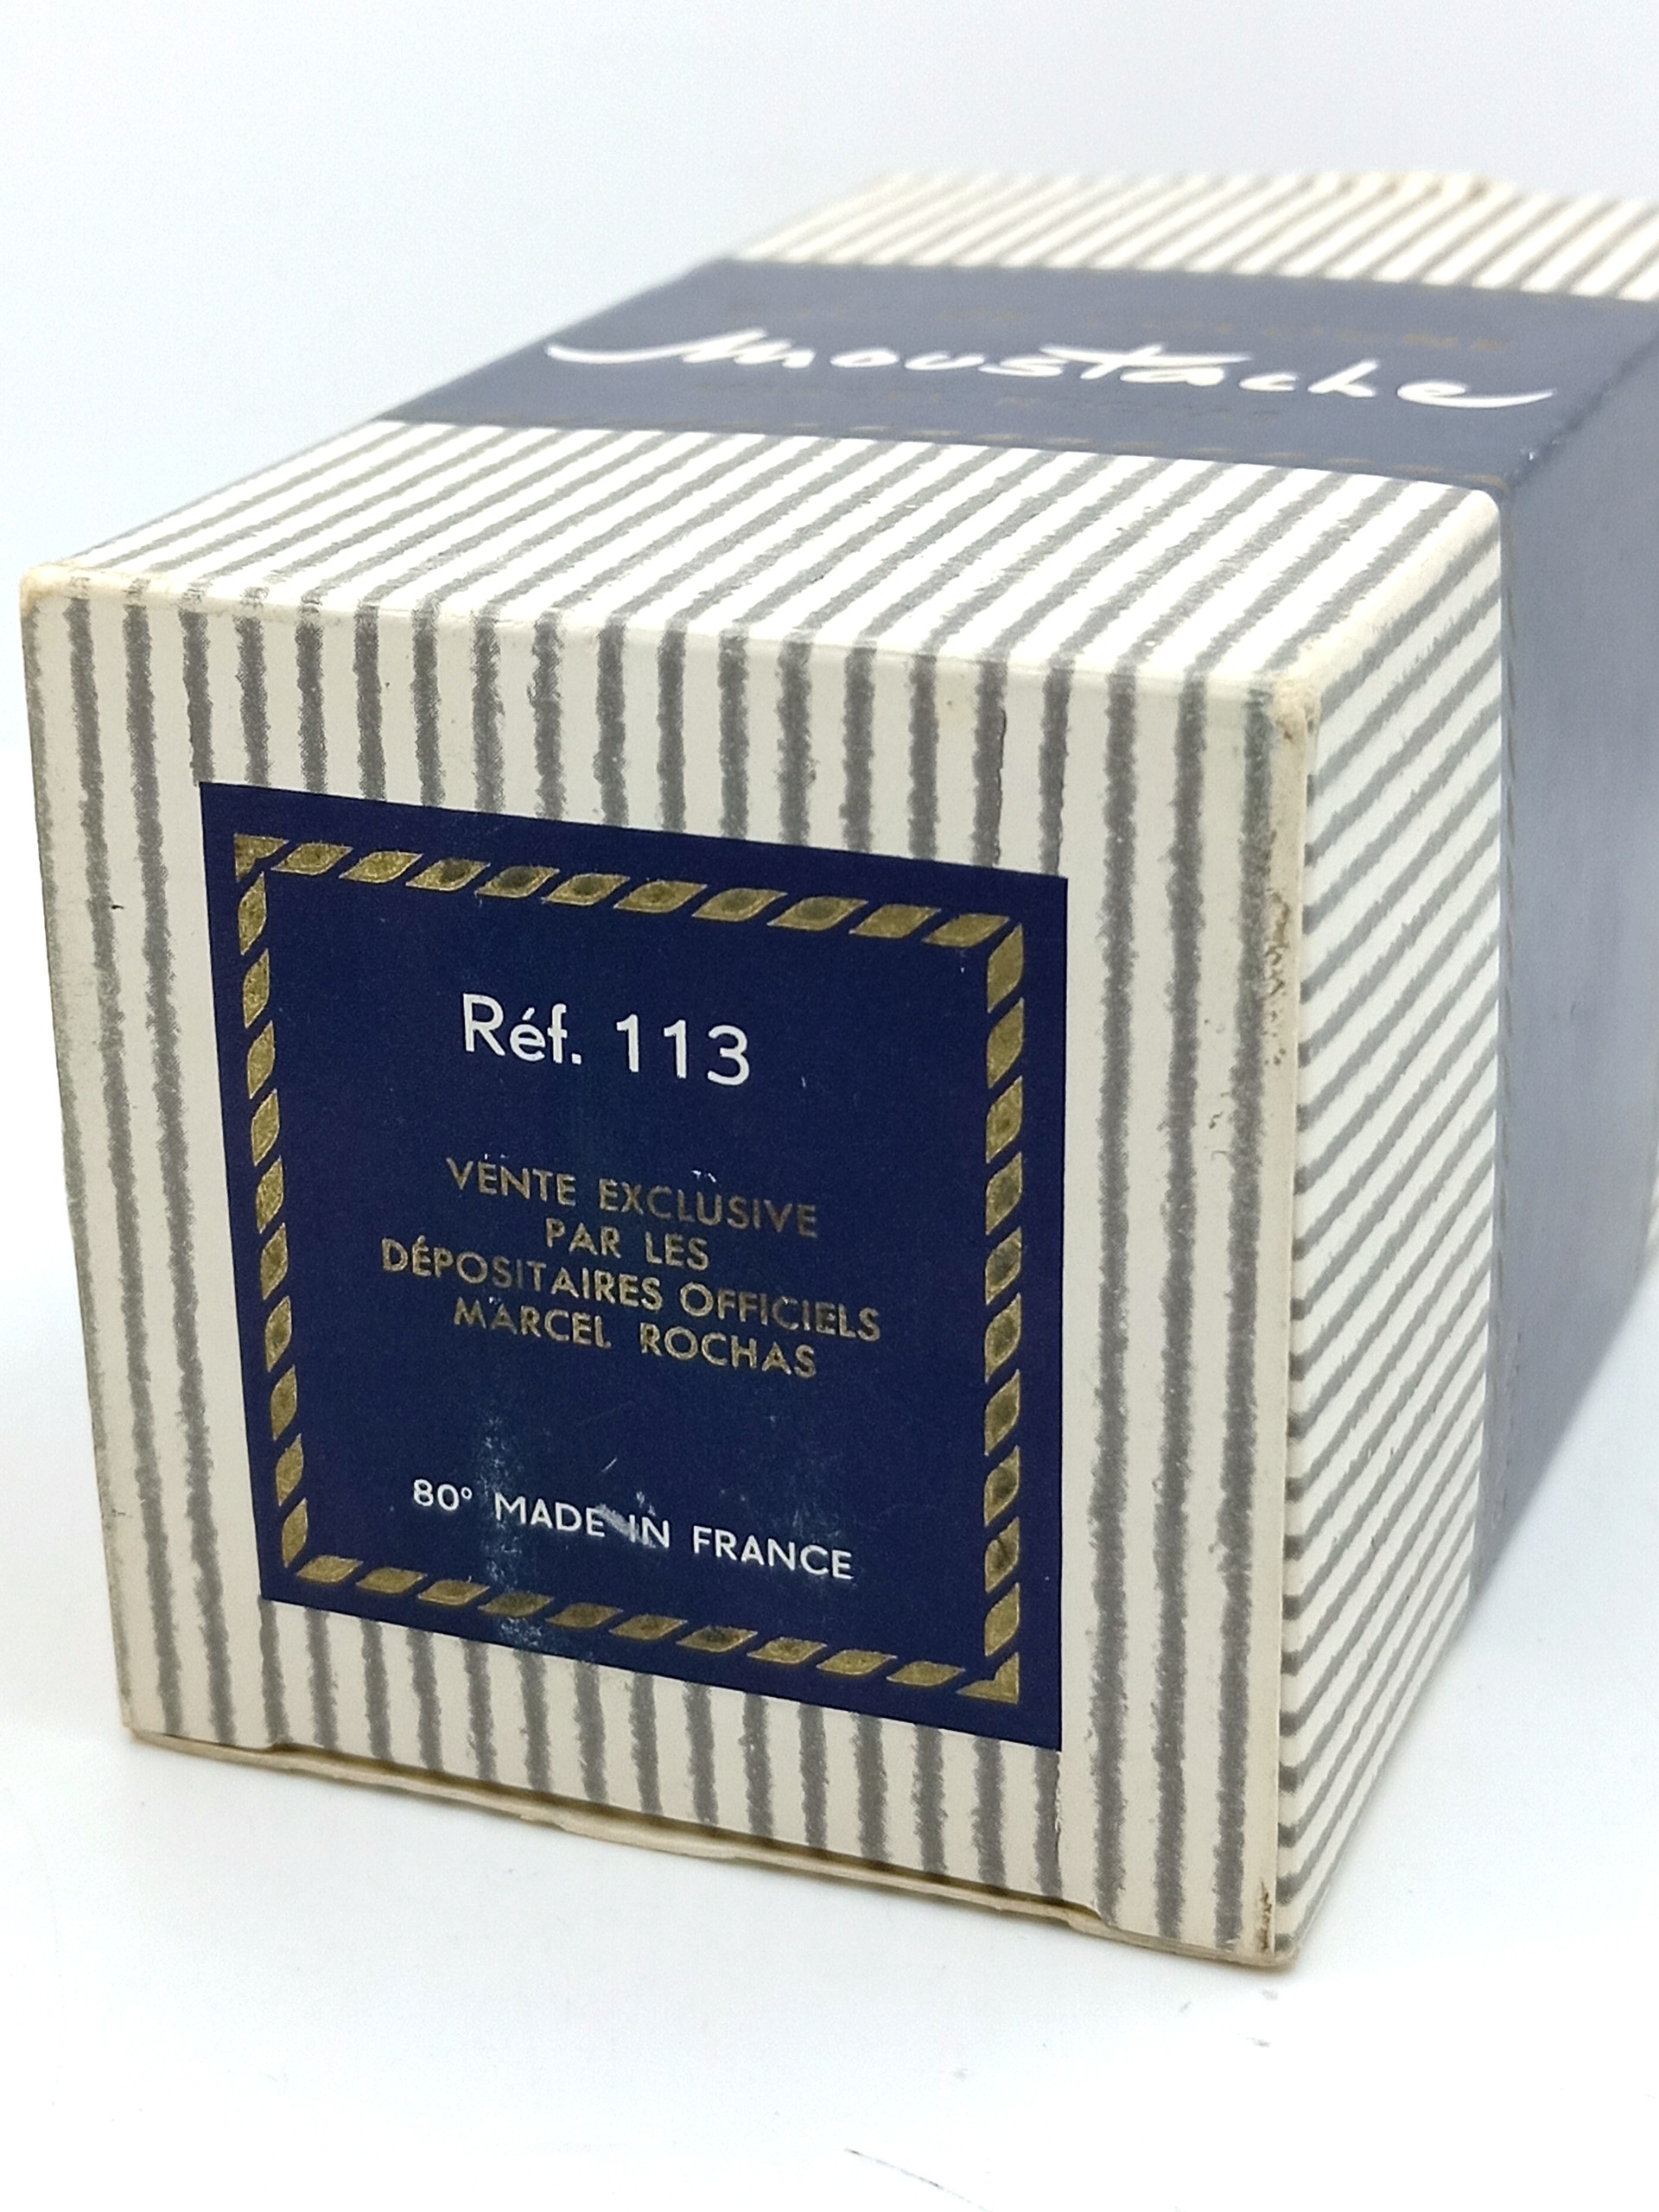 moustache
Réf. 113
VENTE EXCLUSIVE
PAR LES
DÉPOSITAIRES OFFICIELS
MARCEL ROCHAS
80° MADE IN FRANCE